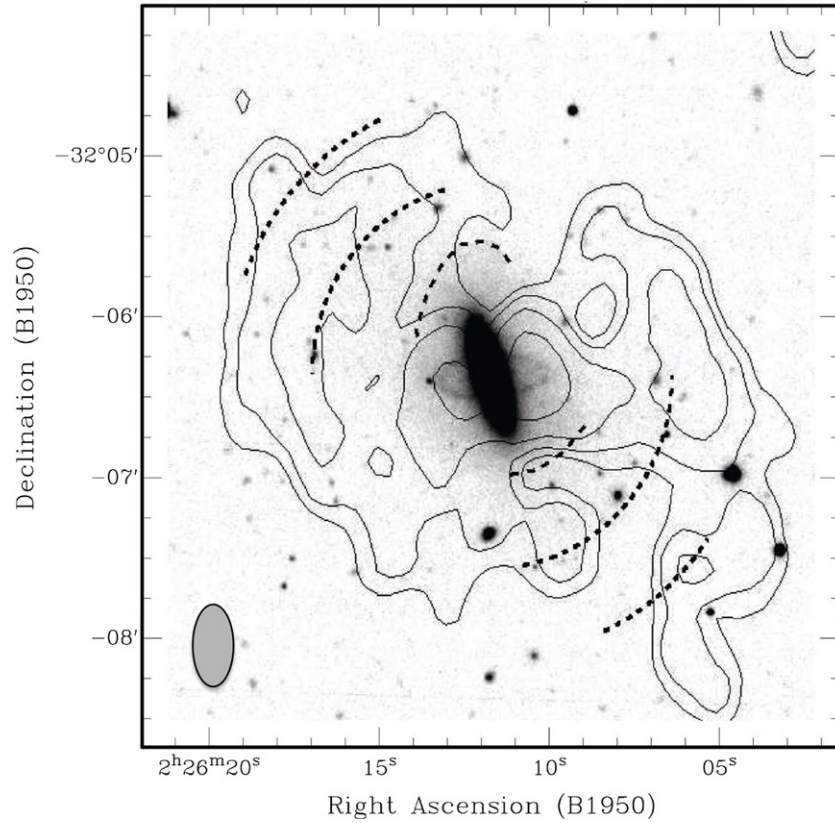 −32°05′
−06′
−07′
−08′
Declination (B1950)
2ʰ26ᵐ20ˢ 15ˢ 10ˢ 05ˢ
Right Ascension (B1950)